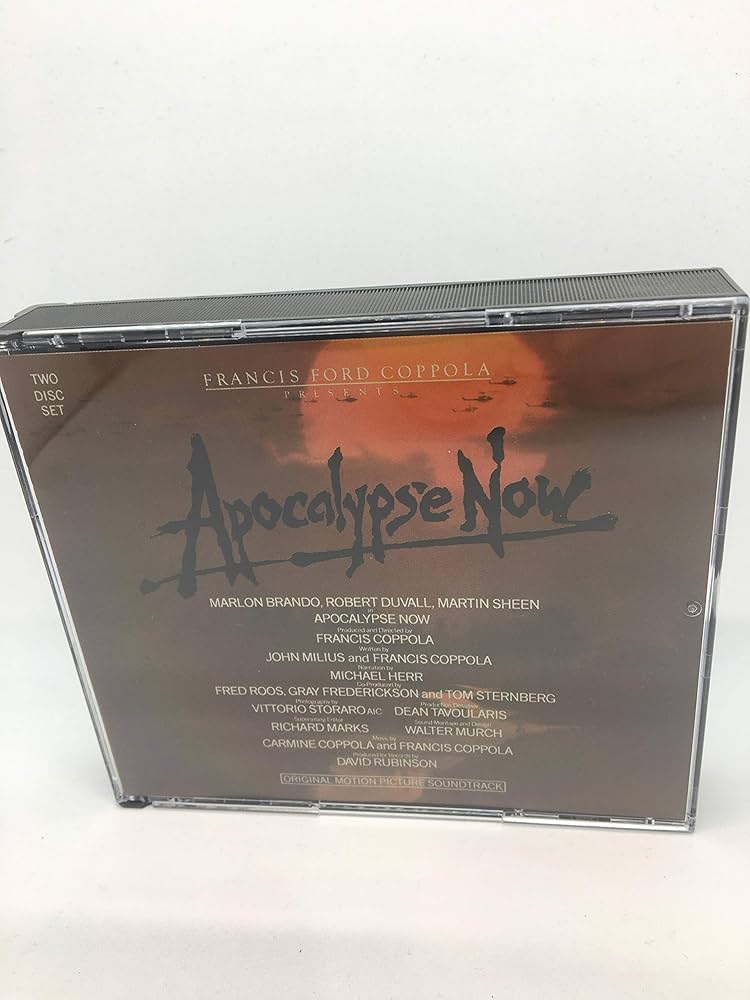 TWO
DISC
SET
FRANCIS FORD COPPOLA
PRESENTS
Apocalypse Now
MARLON BRANDO, ROBERT DUVALL, MARTIN SHEEN
in
APOCALYPSE NOW
Produced and Directed by
FRANCIS COPPOLA
Written by
JOHN MILIUS and FRANCIS COPPOLA
Narration by
MICHAEL HERR
Co-Produced by
FRED ROOS, GRAY FREDERICKSON and TOM STERNBERG
Photography by Production Designer
VITTORIO STORARO AIC DEAN TAVOULARIS
Supervising Editor Sound Montage and Design
RICHARD MARKS WALTER MURCH
Music by
CARMINE COPPOLA and FRANCIS COPPOLA
Produced for Records by
DAVID RUBINSON
ORIGINAL MOTION PICTURE SOUNDTRACK